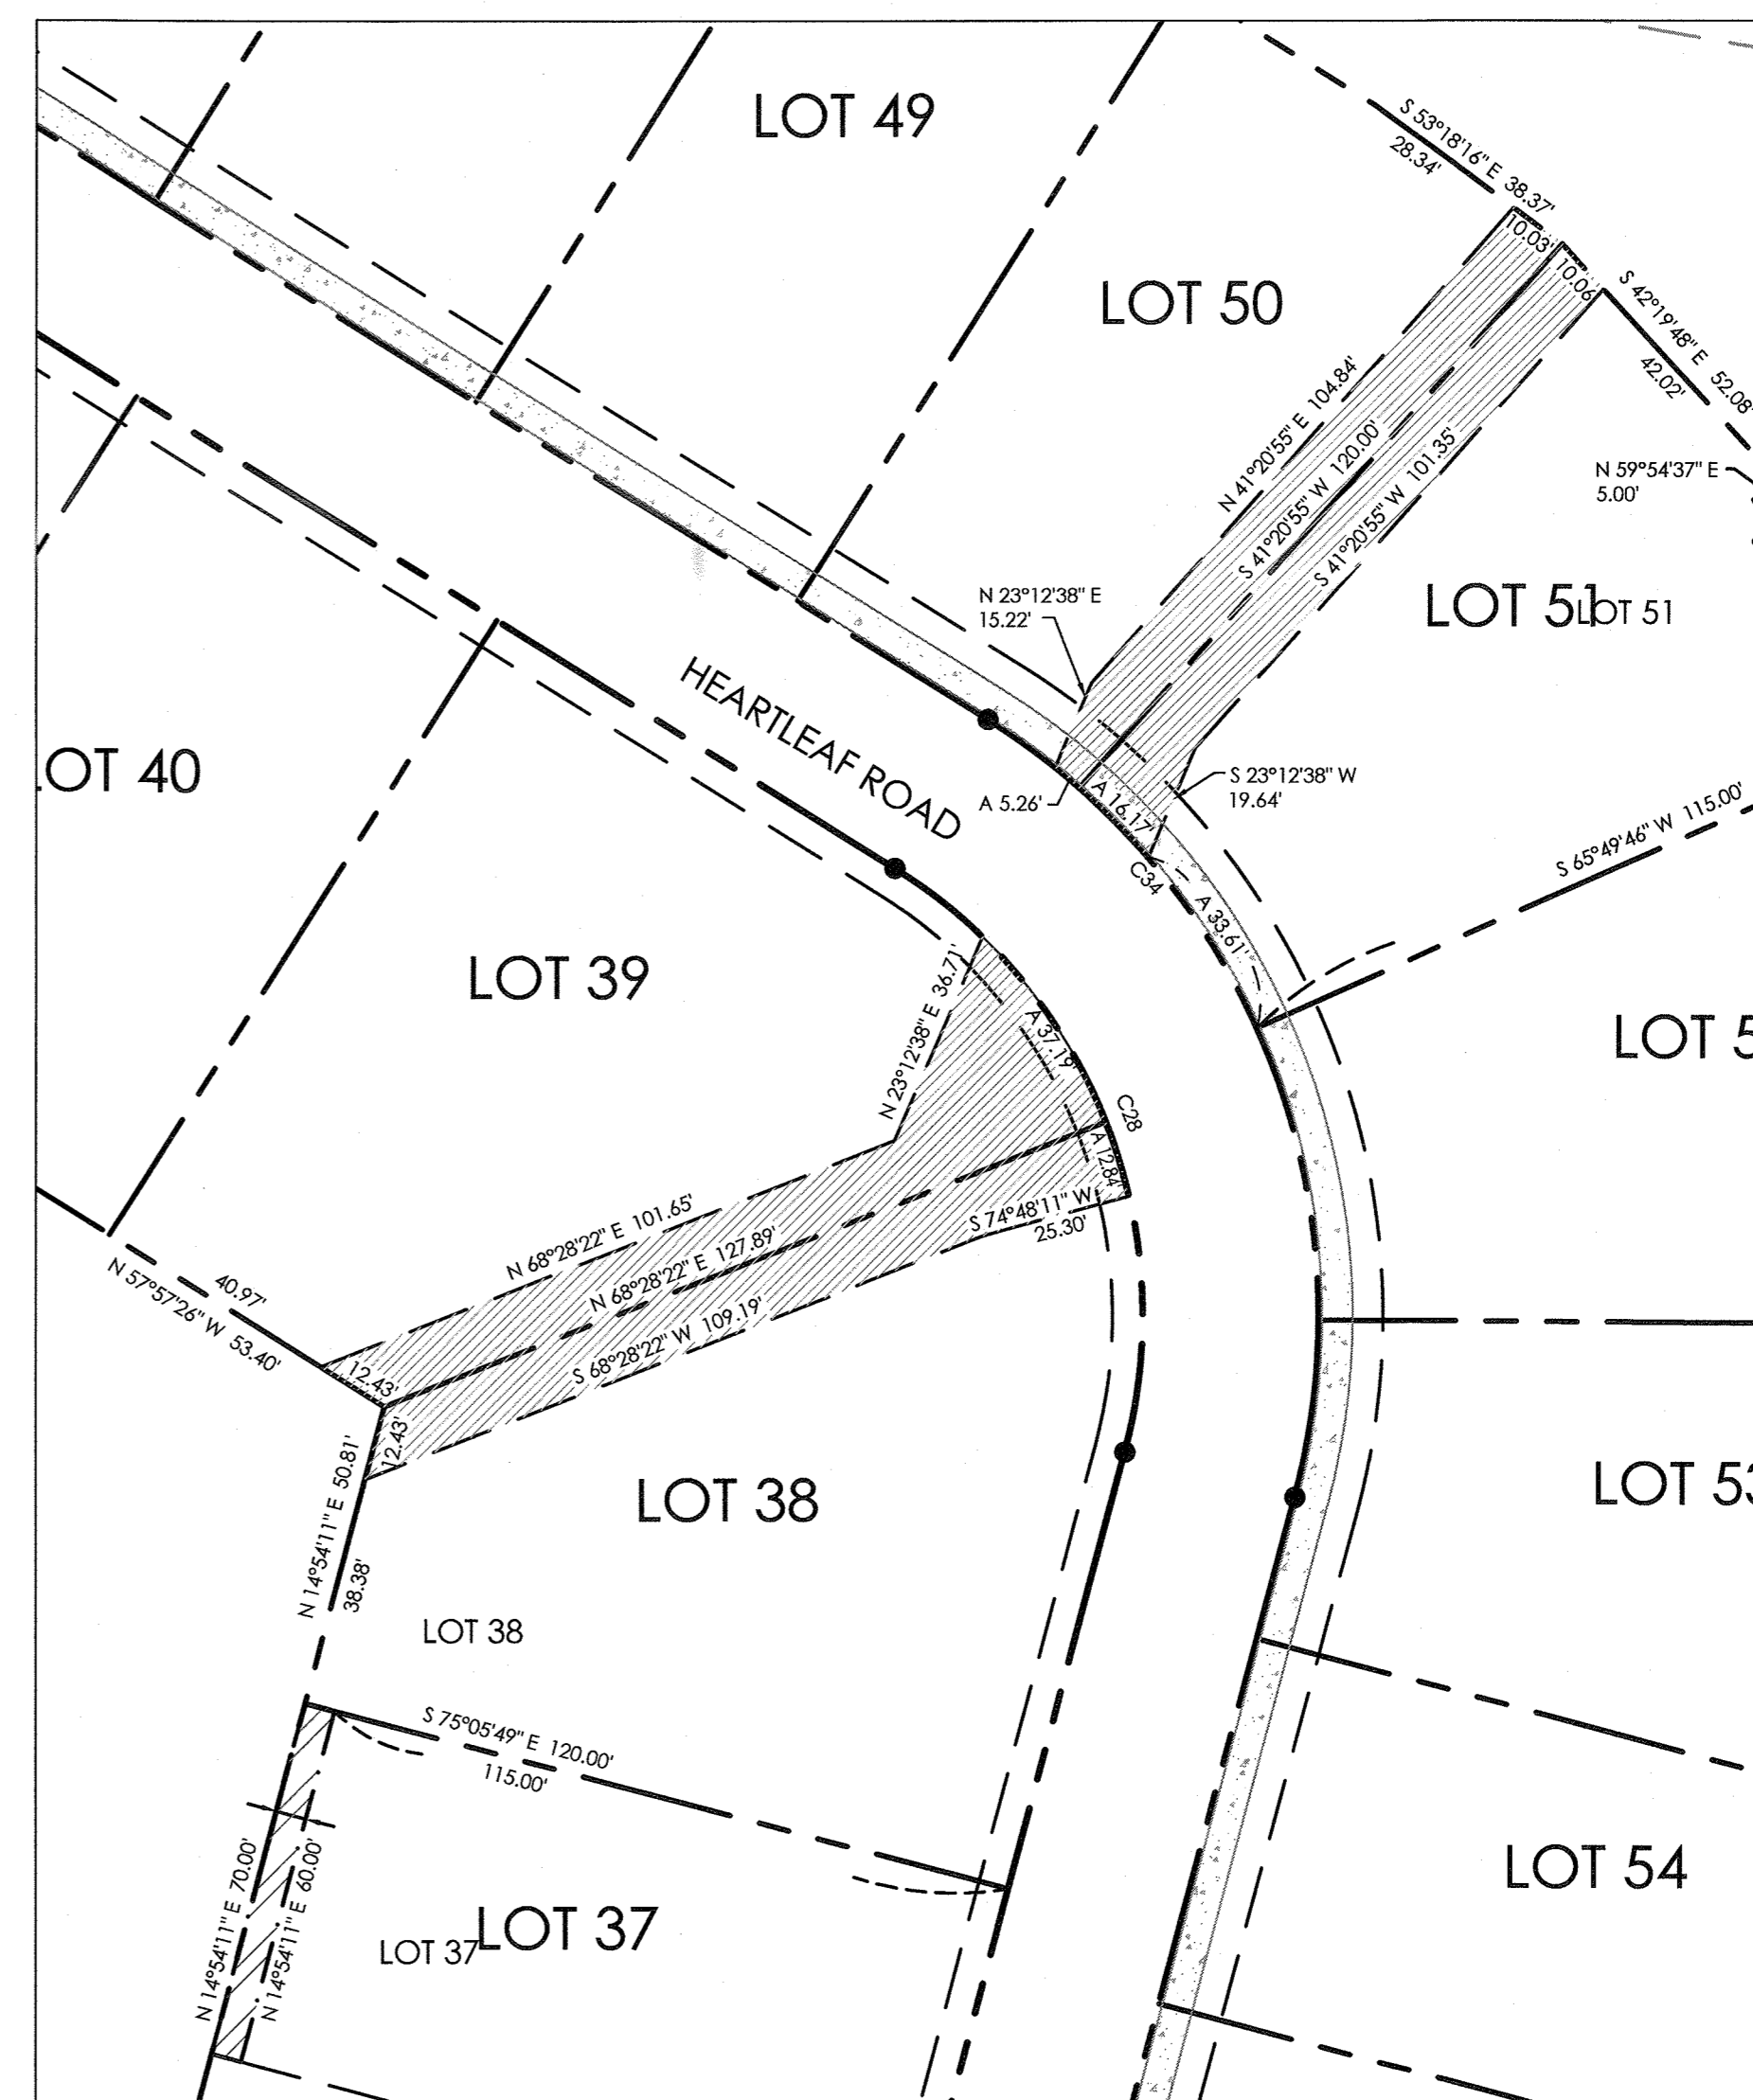 LOT 49
S 53°18'16" E 38.37'
28.34'
10.03'
10.06'
LOT 50
S 42°19'48" E 52.08'
42.02'
N 41°20'55" E 104.84'
S 41°20'55" W 120.00'
S 41°20'55" W 101.35'
N 59°54'37" E
5.00'
N 23°12'38" E
15.22'
LOT 51
LOT 51
HEARTLEAF ROAD
LOT 40
S 23°12'38" W
19.64'
A 5.26'
A 16.17'
C34
S 65°49'46" W 115.00'
A 33.61'
LOT 39
N 23°12'38" E 36.71'
A 37.19'
LOT 5
C28
A 12.84'
S 74°48'11" W
25.30'
N 68°28'22" E 101.65'
N 68°28'22" E 127.89'
S 68°28'22" W 109.19'
40.97'
N 57°57'26" W 53.40'
12.43'
12.43'
N 14°54'11" E 50.81'
38.38'
LOT 38
LOT 53
LOT 38
S 75°05'49" E 120.00'
115.00'
LOT 54
N 14°54'11" E 70.00'
N 14°54'11" E 60.00'
LOT 37
LOT 37